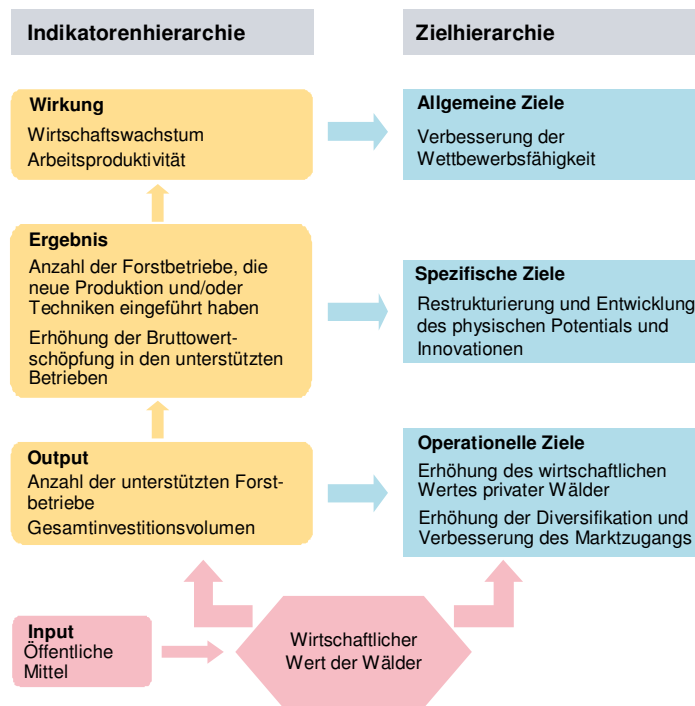 Indikatorenhierarchie
Zielhierarchie
Wirkung
Wirtschaftswachstum
Arbeitsproduktivität
Allgemeine Ziele
Verbesserung der
Wettbewerbsfähigkeit
Ergebnis
Anzahl der Forstbetriebe, die
neue Produktion und/oder
Techniken eingeführt haben
Erhöhung der Bruttowert-
schöpfung in den unterstützten
Betrieben
Spezifische Ziele
Restrukturierung und Entwicklung
des physischen Potentials und
Innovationen
Output
Anzahl der unterstützten Forst-
betriebe
Gesamtinvestitionsvolumen
Operationelle Ziele
Erhöhung des wirtschaftlichen
Wertes privater Wälder
Erhöhung der Diversifikation und
Verbesserung des Marktzugangs
Input
Öffentliche
Mittel
Wirtschaftlicher
Wert der Wälder